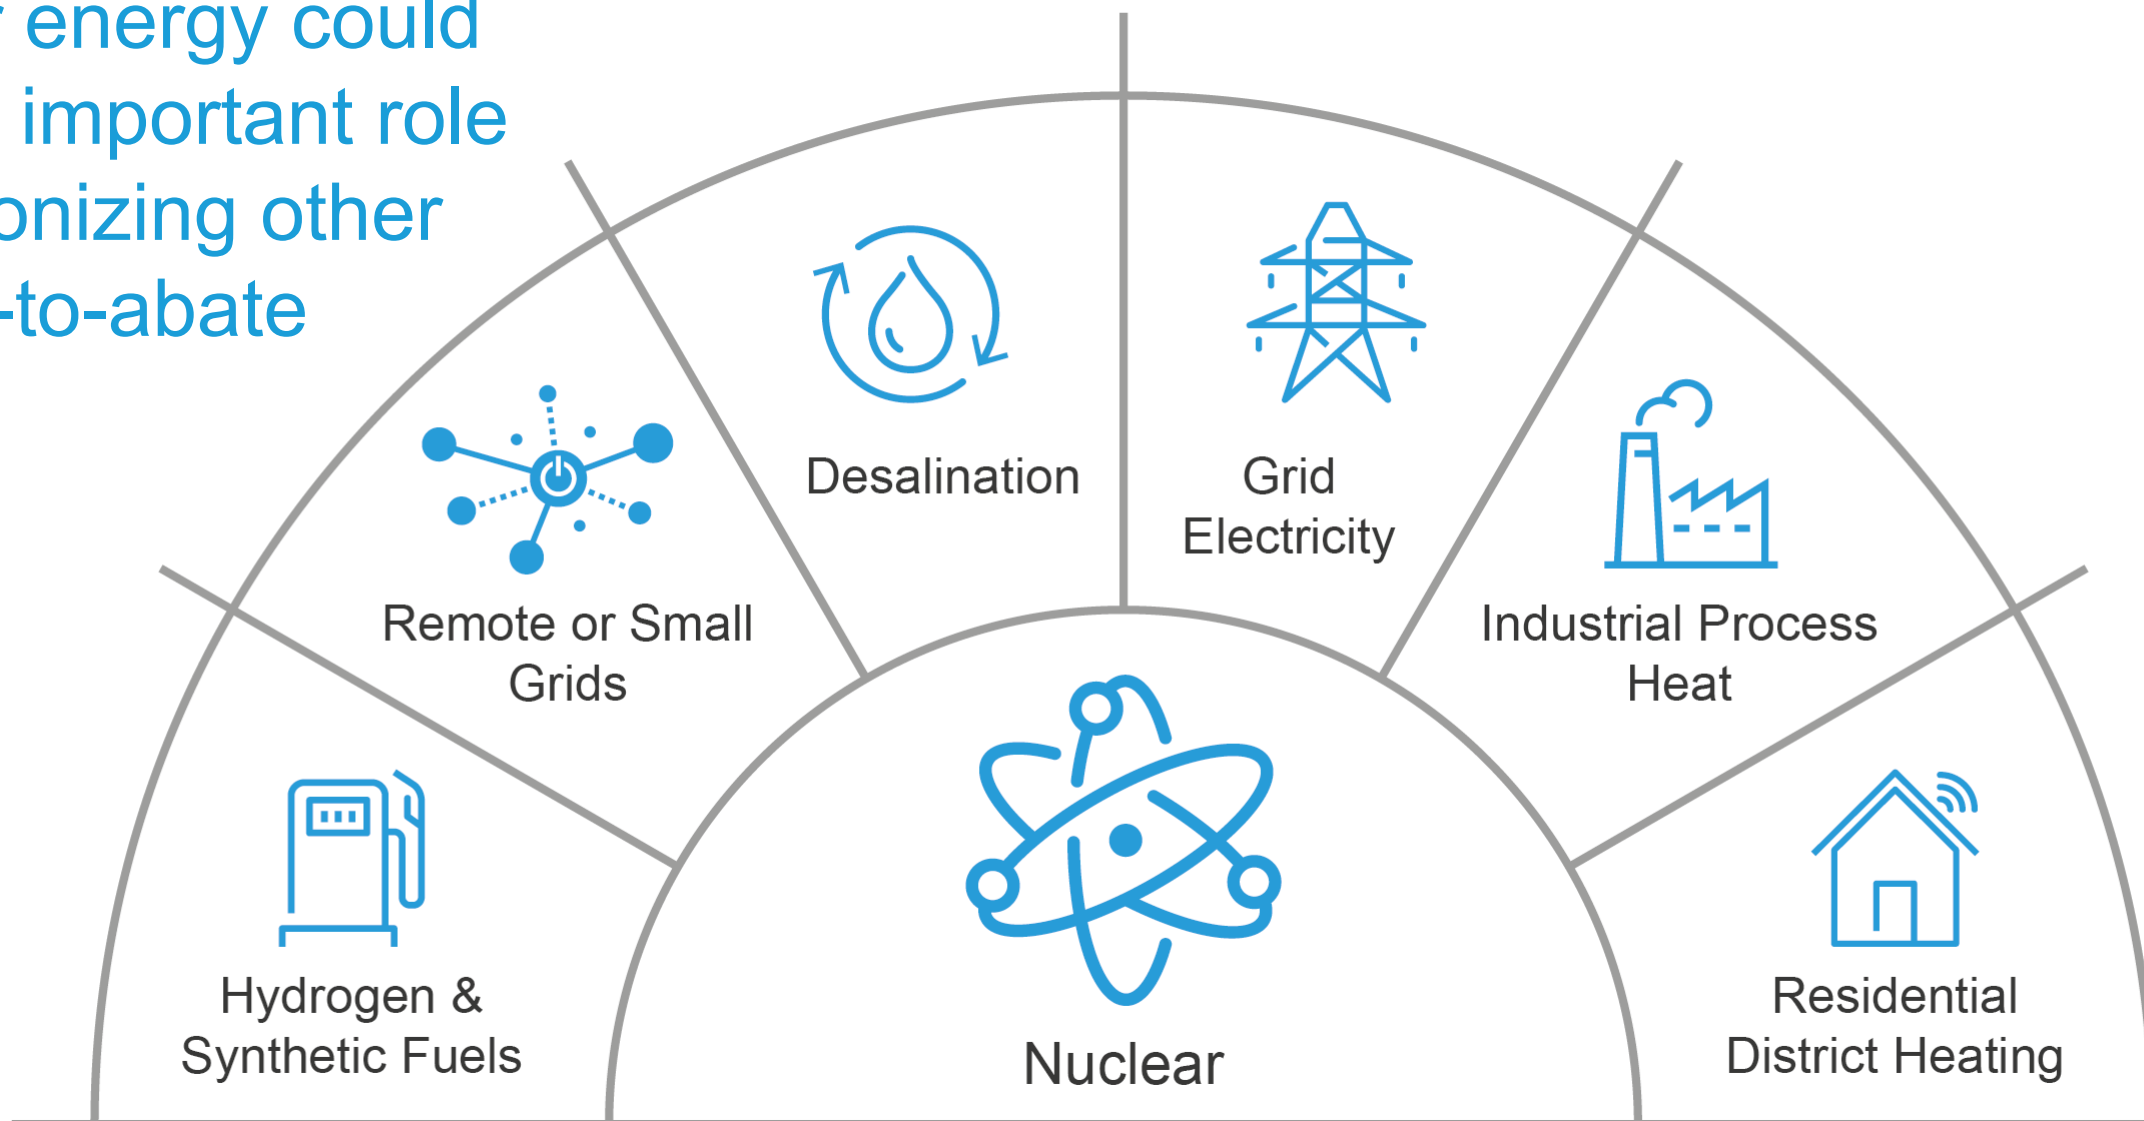 energy could
important role
onizing other
-to-abate
Desalination
Grid
Electricity
Remote or Small
Grids
Industrial Process
Heat
Hydrogen &
Synthetic Fuels
Nuclear
Residential
District Heating